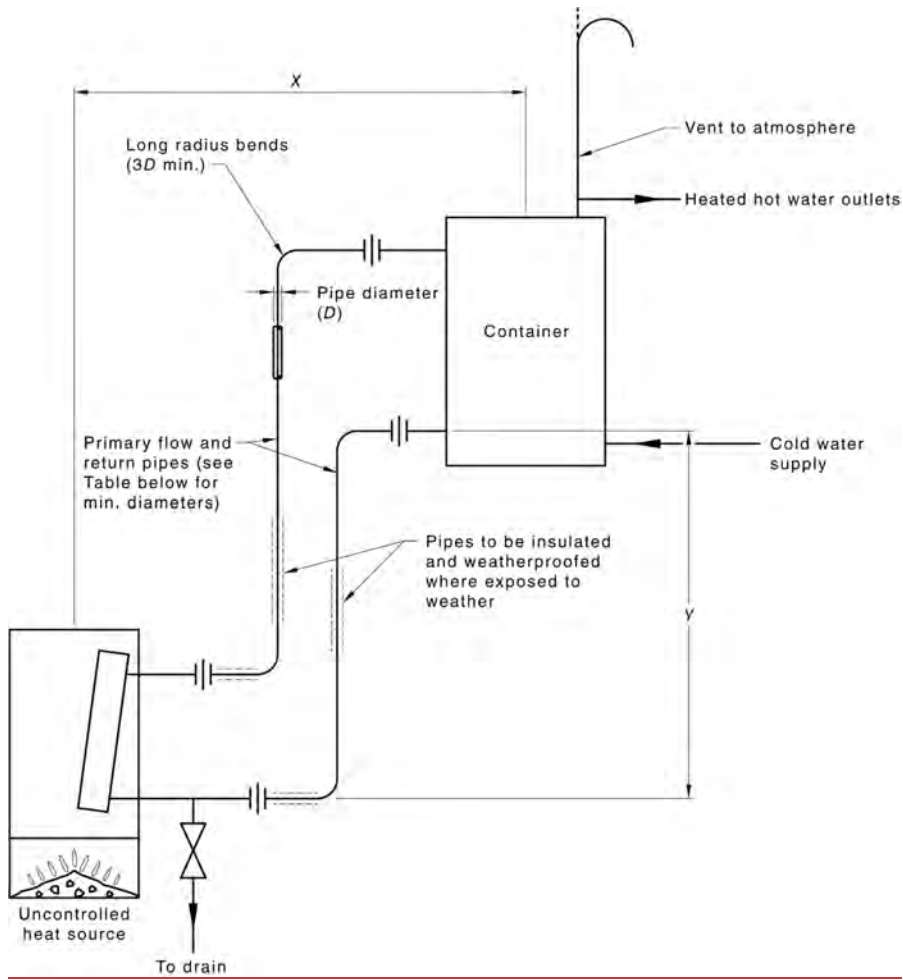 X
Long radius bends
(3D min.)
Vent to atmosphere
Heated hot water outlets
Pipe diameter
(D)
Container
Primary flow and
return pipes (see
Table below for
min. diameters)
Cold water
supply
Pipes to be insulated
and weatherproofed
where exposed to
weather
Y
Uncontrolled
heat source
To drain